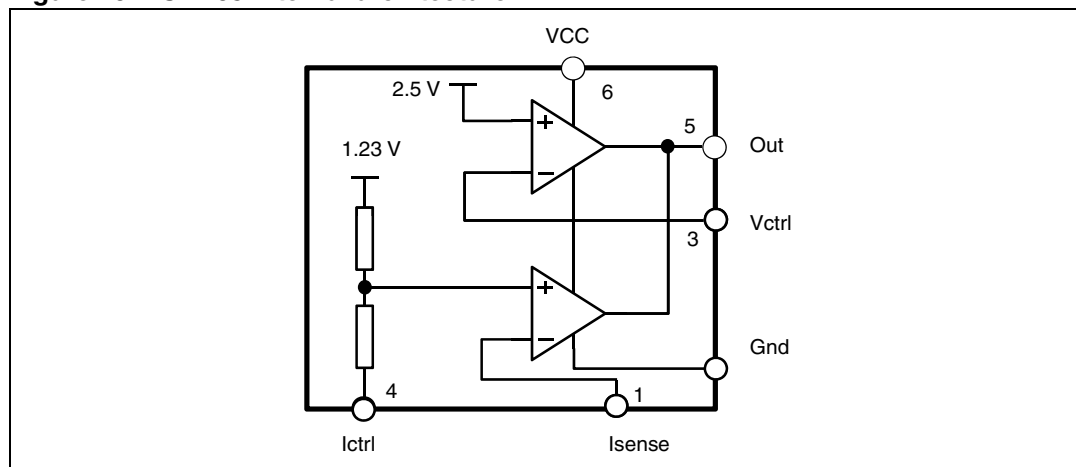 VCC
2.5 V
6
+
5
Out
1.23 V
−
Vctrl
3
+
−
Gnd
4
1
Ictrl
Isense